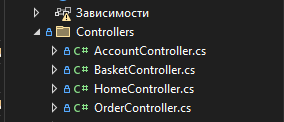 Зависимости
Controllers
C# AccountController.cs
C# BasketController.cs
C# HomeController.cs
C# OrderController.cs